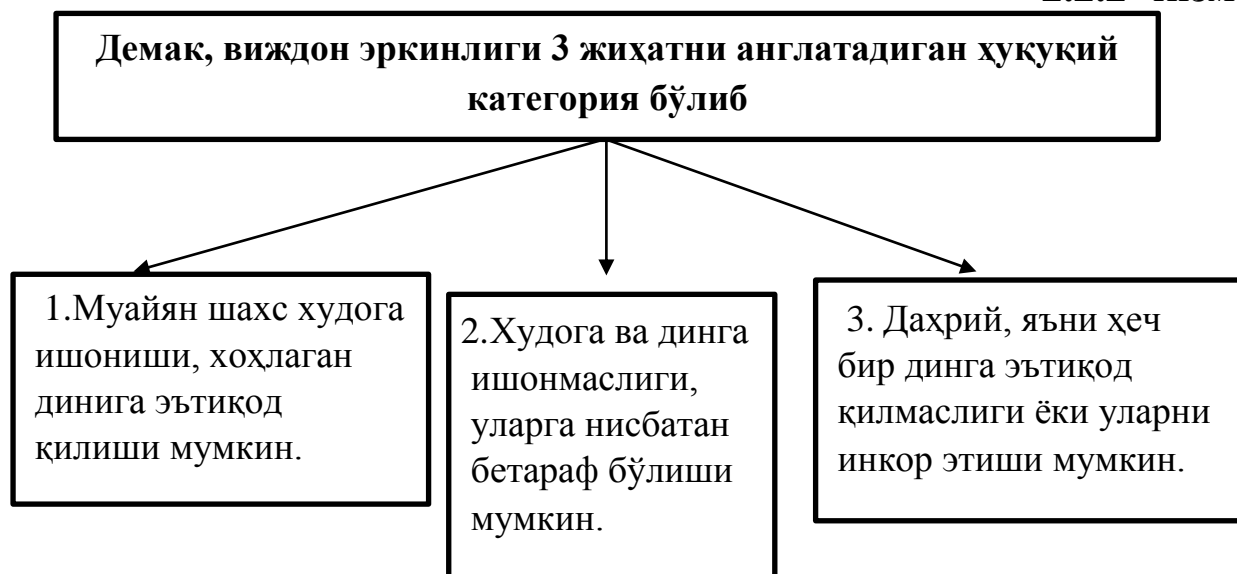 Демак, виждон эркинлиги 3 жиҳатни англатадиган ҳуқуқий
категория бўлиб
1.Муайян шахс худога
ишониши, хоҳлаган
динига эътиқод
қилиши мумкин.
2.Худога ва динга
ишонмаслиги,
уларга нисбатан
бетараф бўлиши
мумкин.
3. Даҳрий, яъни ҳеч
бир динга эътиқод
қилмаслиги ёки уларни
инкор этиши мумкин.